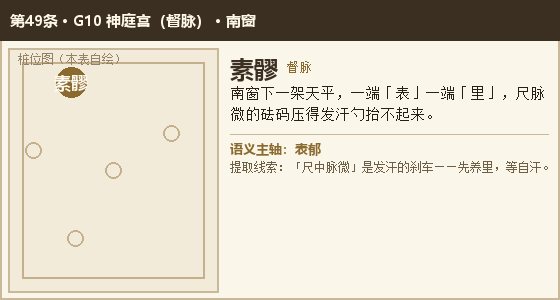 第49条・G10 神庭宫（督脉）・南窗
桩位图（本表自绘）
素髎
素髎 督脉
南窗下一架天平，一端「表」一端「里」，尺脉
微的砝码压得发汗勺抬不起来。
语义主轴：表郁
提取线索：「尺中脉微」是发汗的刹车——先养里，等自汗。